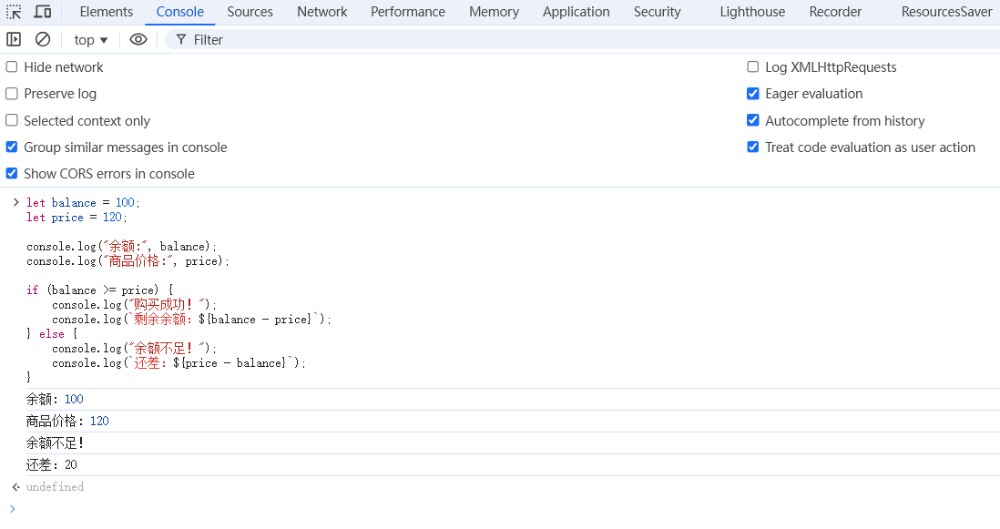 Elements Console Sources Network Performance Memory Application Security Lighthouse Recorder ResourcesSaver
top Filter
Hide network Log XMLHttpRequests
Preserve log Eager evaluation
Selected context only Autocomplete from history
Group similar messages in console Treat code evaluation as user action
Show CORS errors in console
let balance = 100;
let price = 120;
console.log("余额:", balance);
console.log("商品价格:", price);
if (balance >= price) {
    console.log("购买成功！");
    console.log(`剩余余额：${balance - price}`);
} else {
    console.log("余额不足！");
    console.log(`还差：${price - balance}`);
}
余额: 100
商品价格: 120
余额不足！
还差：20
undefined